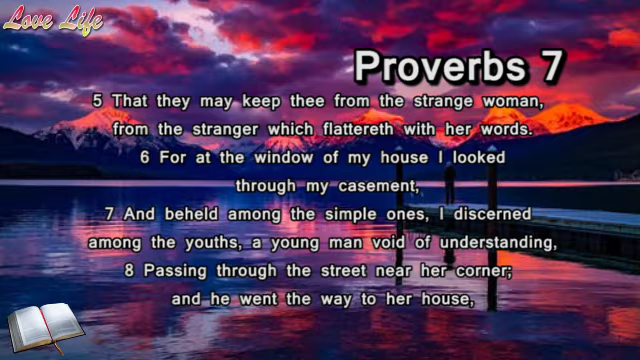 Love Life
Proverbs 7
5 That they may keep thee from the strange woman,
from the stranger which flattereth with her words.
6 For at the window of my house I looked
through my casement,
7 And beheld among the simple ones, I discerned
among the youths, a young man void of understanding,
8 Passing through the street near her corner;
and he went the way to her house,